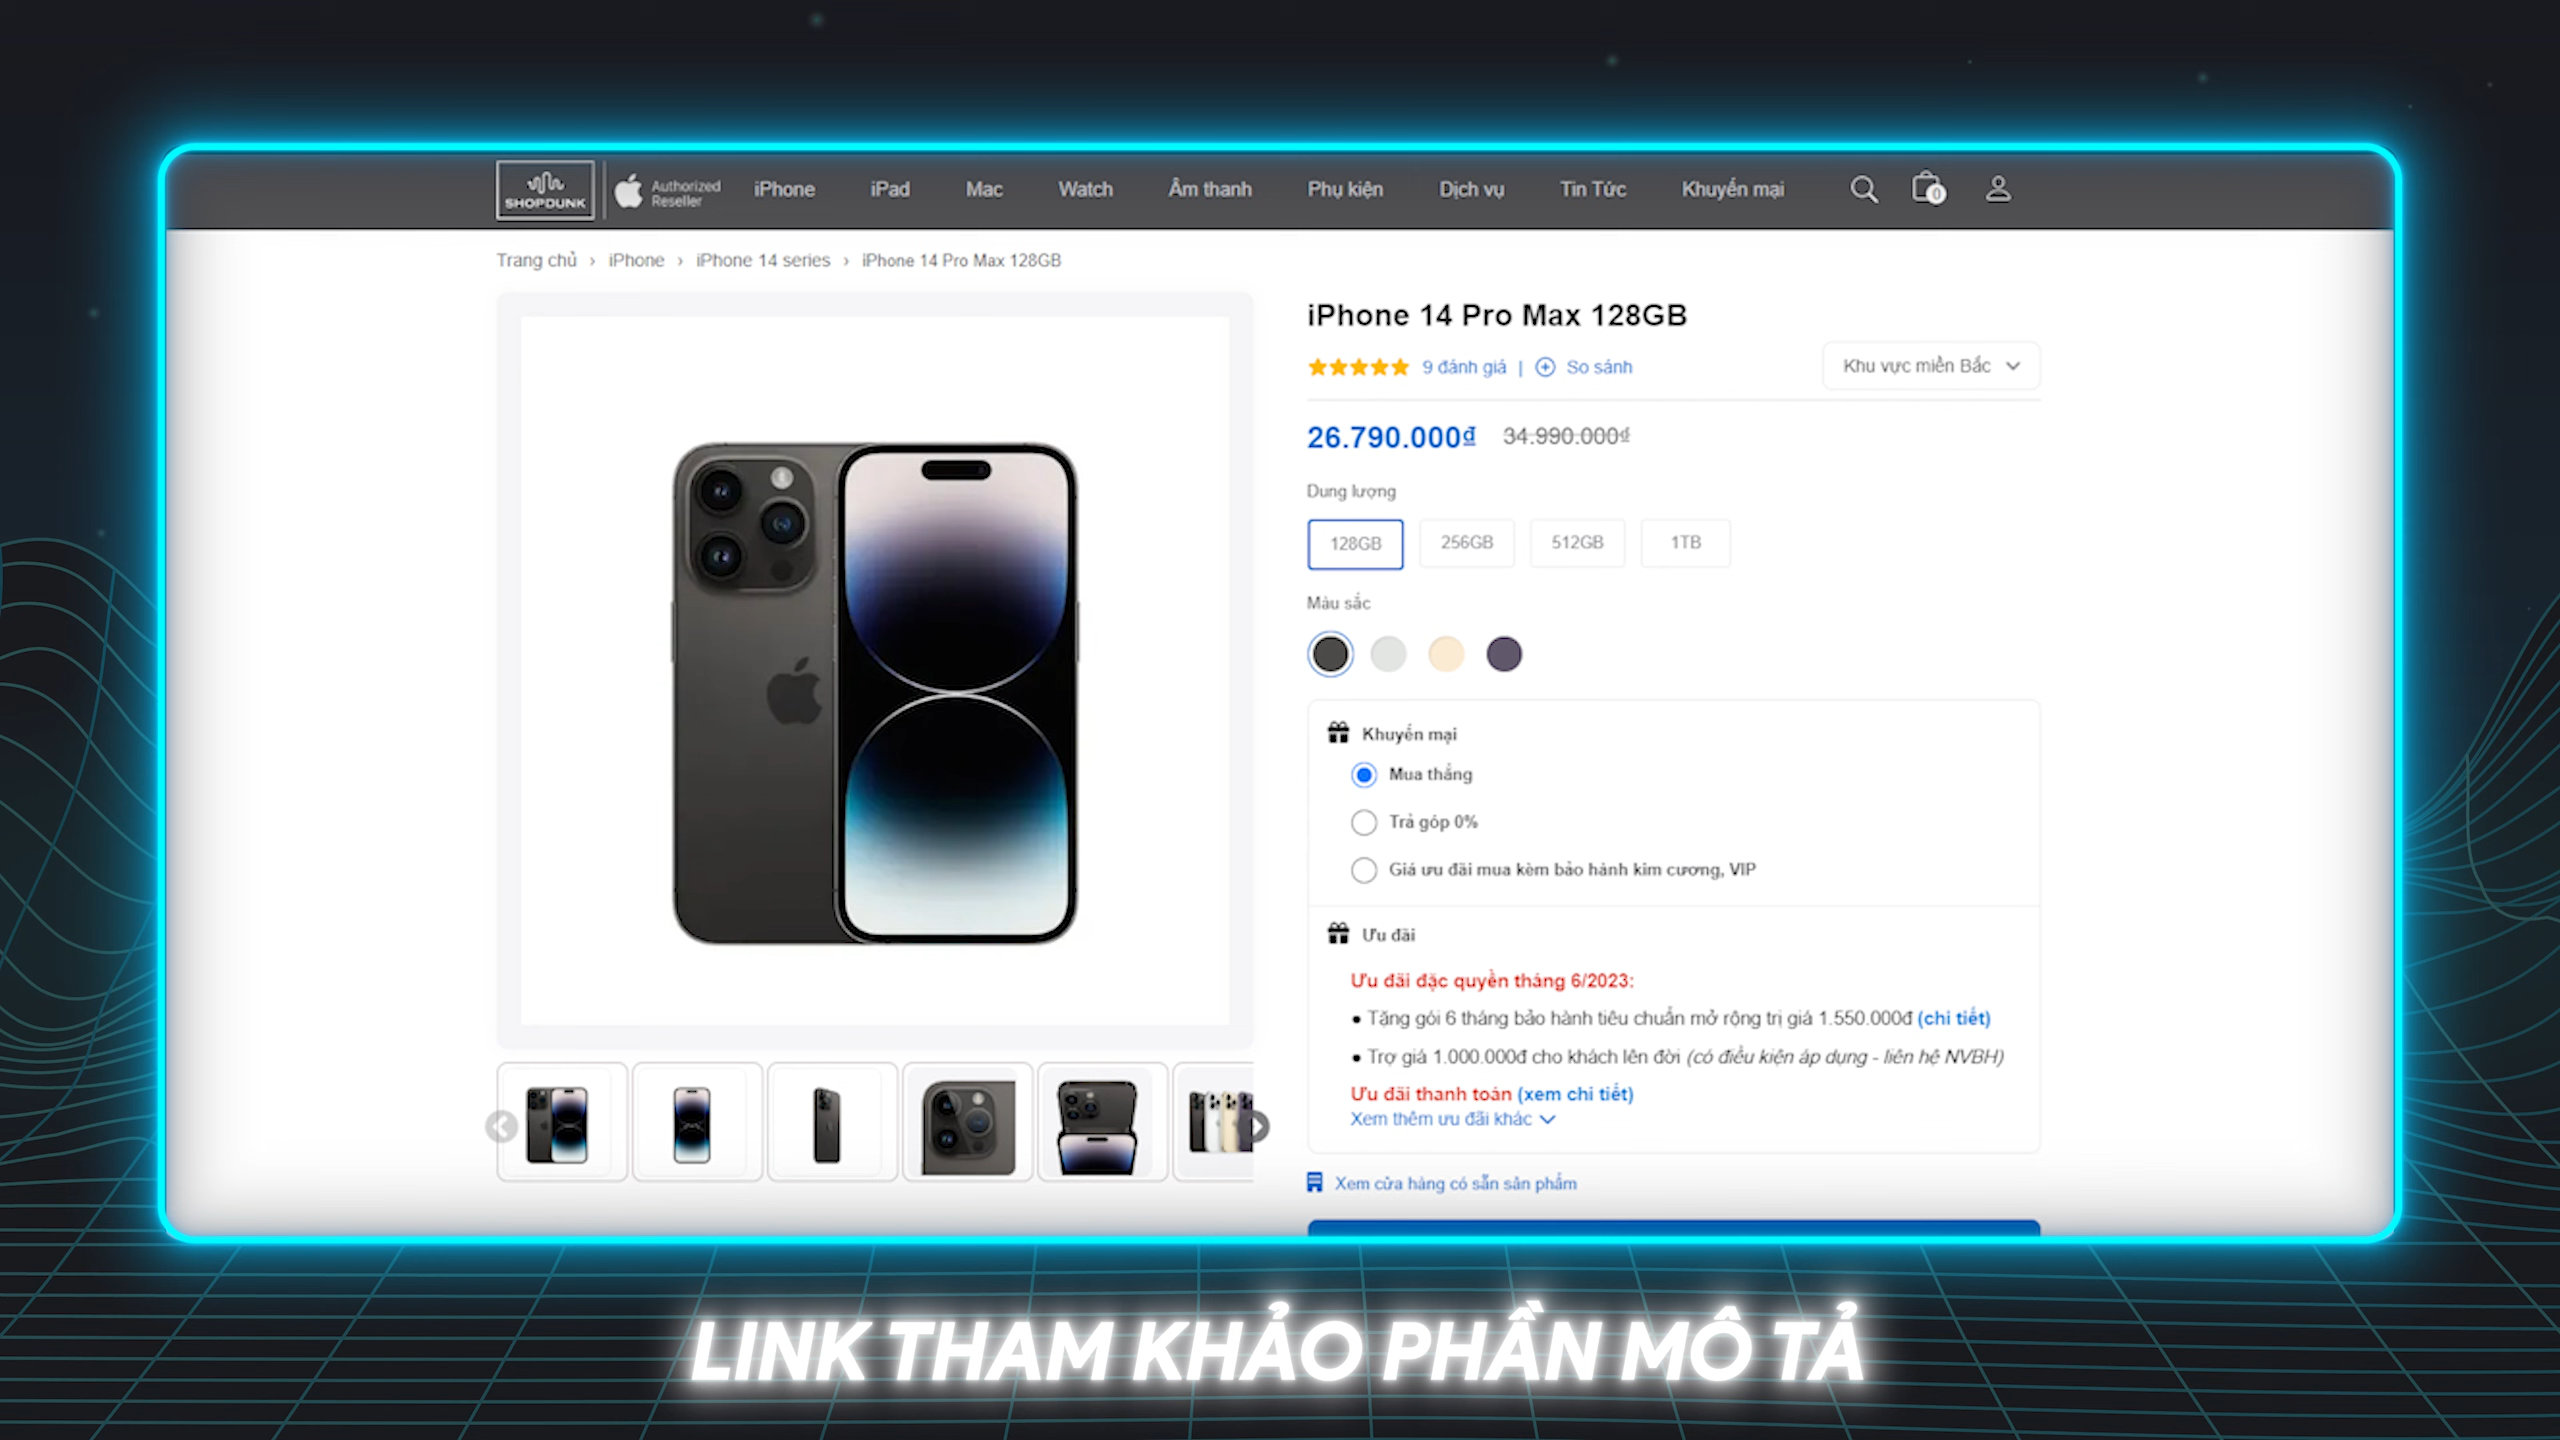 SHOPDUNK
Authorized
Reseller
iPhone
iPad
Mac
Watch
Âm thanh
Phụ kiện
Dịch vụ
Tin Tức
Khuyến mại
0
Trang chủ › iPhone › iPhone 14 series › iPhone 14 Pro Max 128GB
iPhone 14 Pro Max 128GB
9 đánh giá | So sánh
Khu vực miền Bắc
26.790.000₫ 34.990.000₫
Dung lượng
128GB
256GB
512GB
1TB
Màu sắc
Khuyến mại
Mua thẳng
Trả góp 0%
Giá ưu đãi mua kèm bảo hành kim cương, VIP
Ưu đãi
Ưu đãi đặc quyền tháng 6/2023:
• Tặng gói 6 tháng bảo hành tiêu chuẩn mở rộng trị giá 1.550.000đ (chi tiết)
• Trợ giá 1.000.000đ cho khách lên đời (có điều kiện áp dụng - liên hệ NVBH)
Ưu đãi thanh toán (xem chi tiết)
Xem thêm ưu đãi khác
Xem cửa hàng có sẵn sản phẩm
LINK THAM KHẢO PHẦN MÔ TẢ